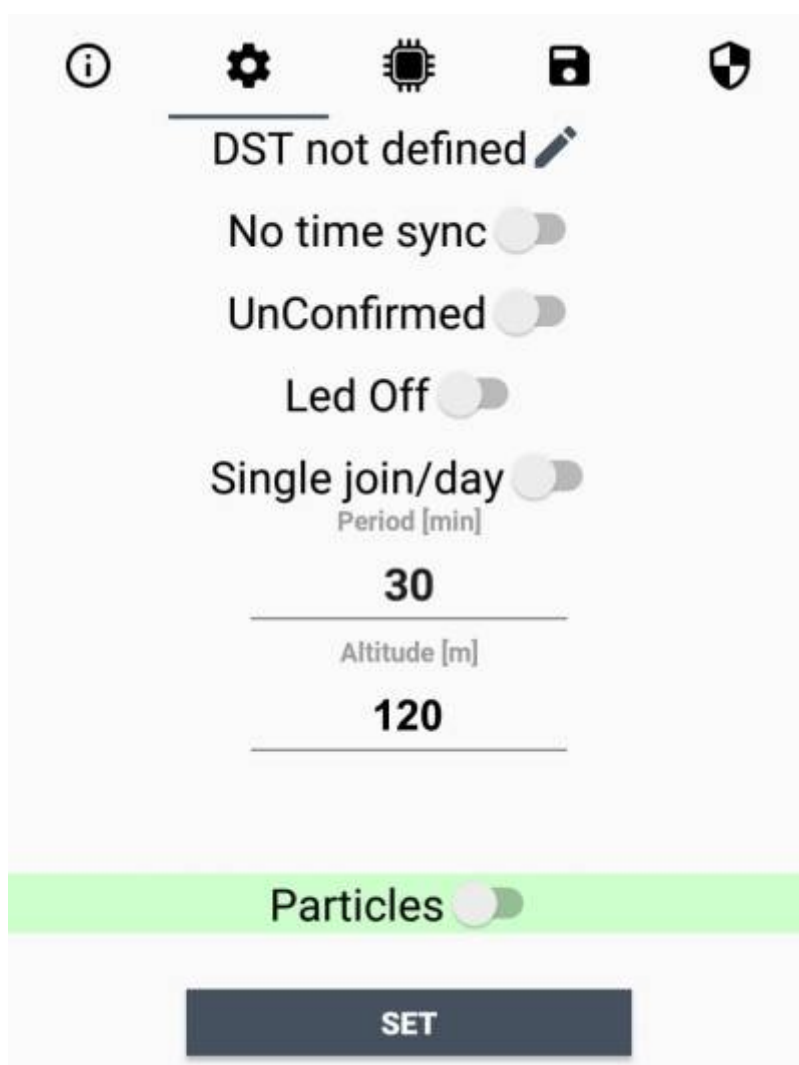 DST not defined
No time sync
UnConfirmed
Led Off
Single join/day
Period [min]
30
Altitude [m]
120
Particles
SET